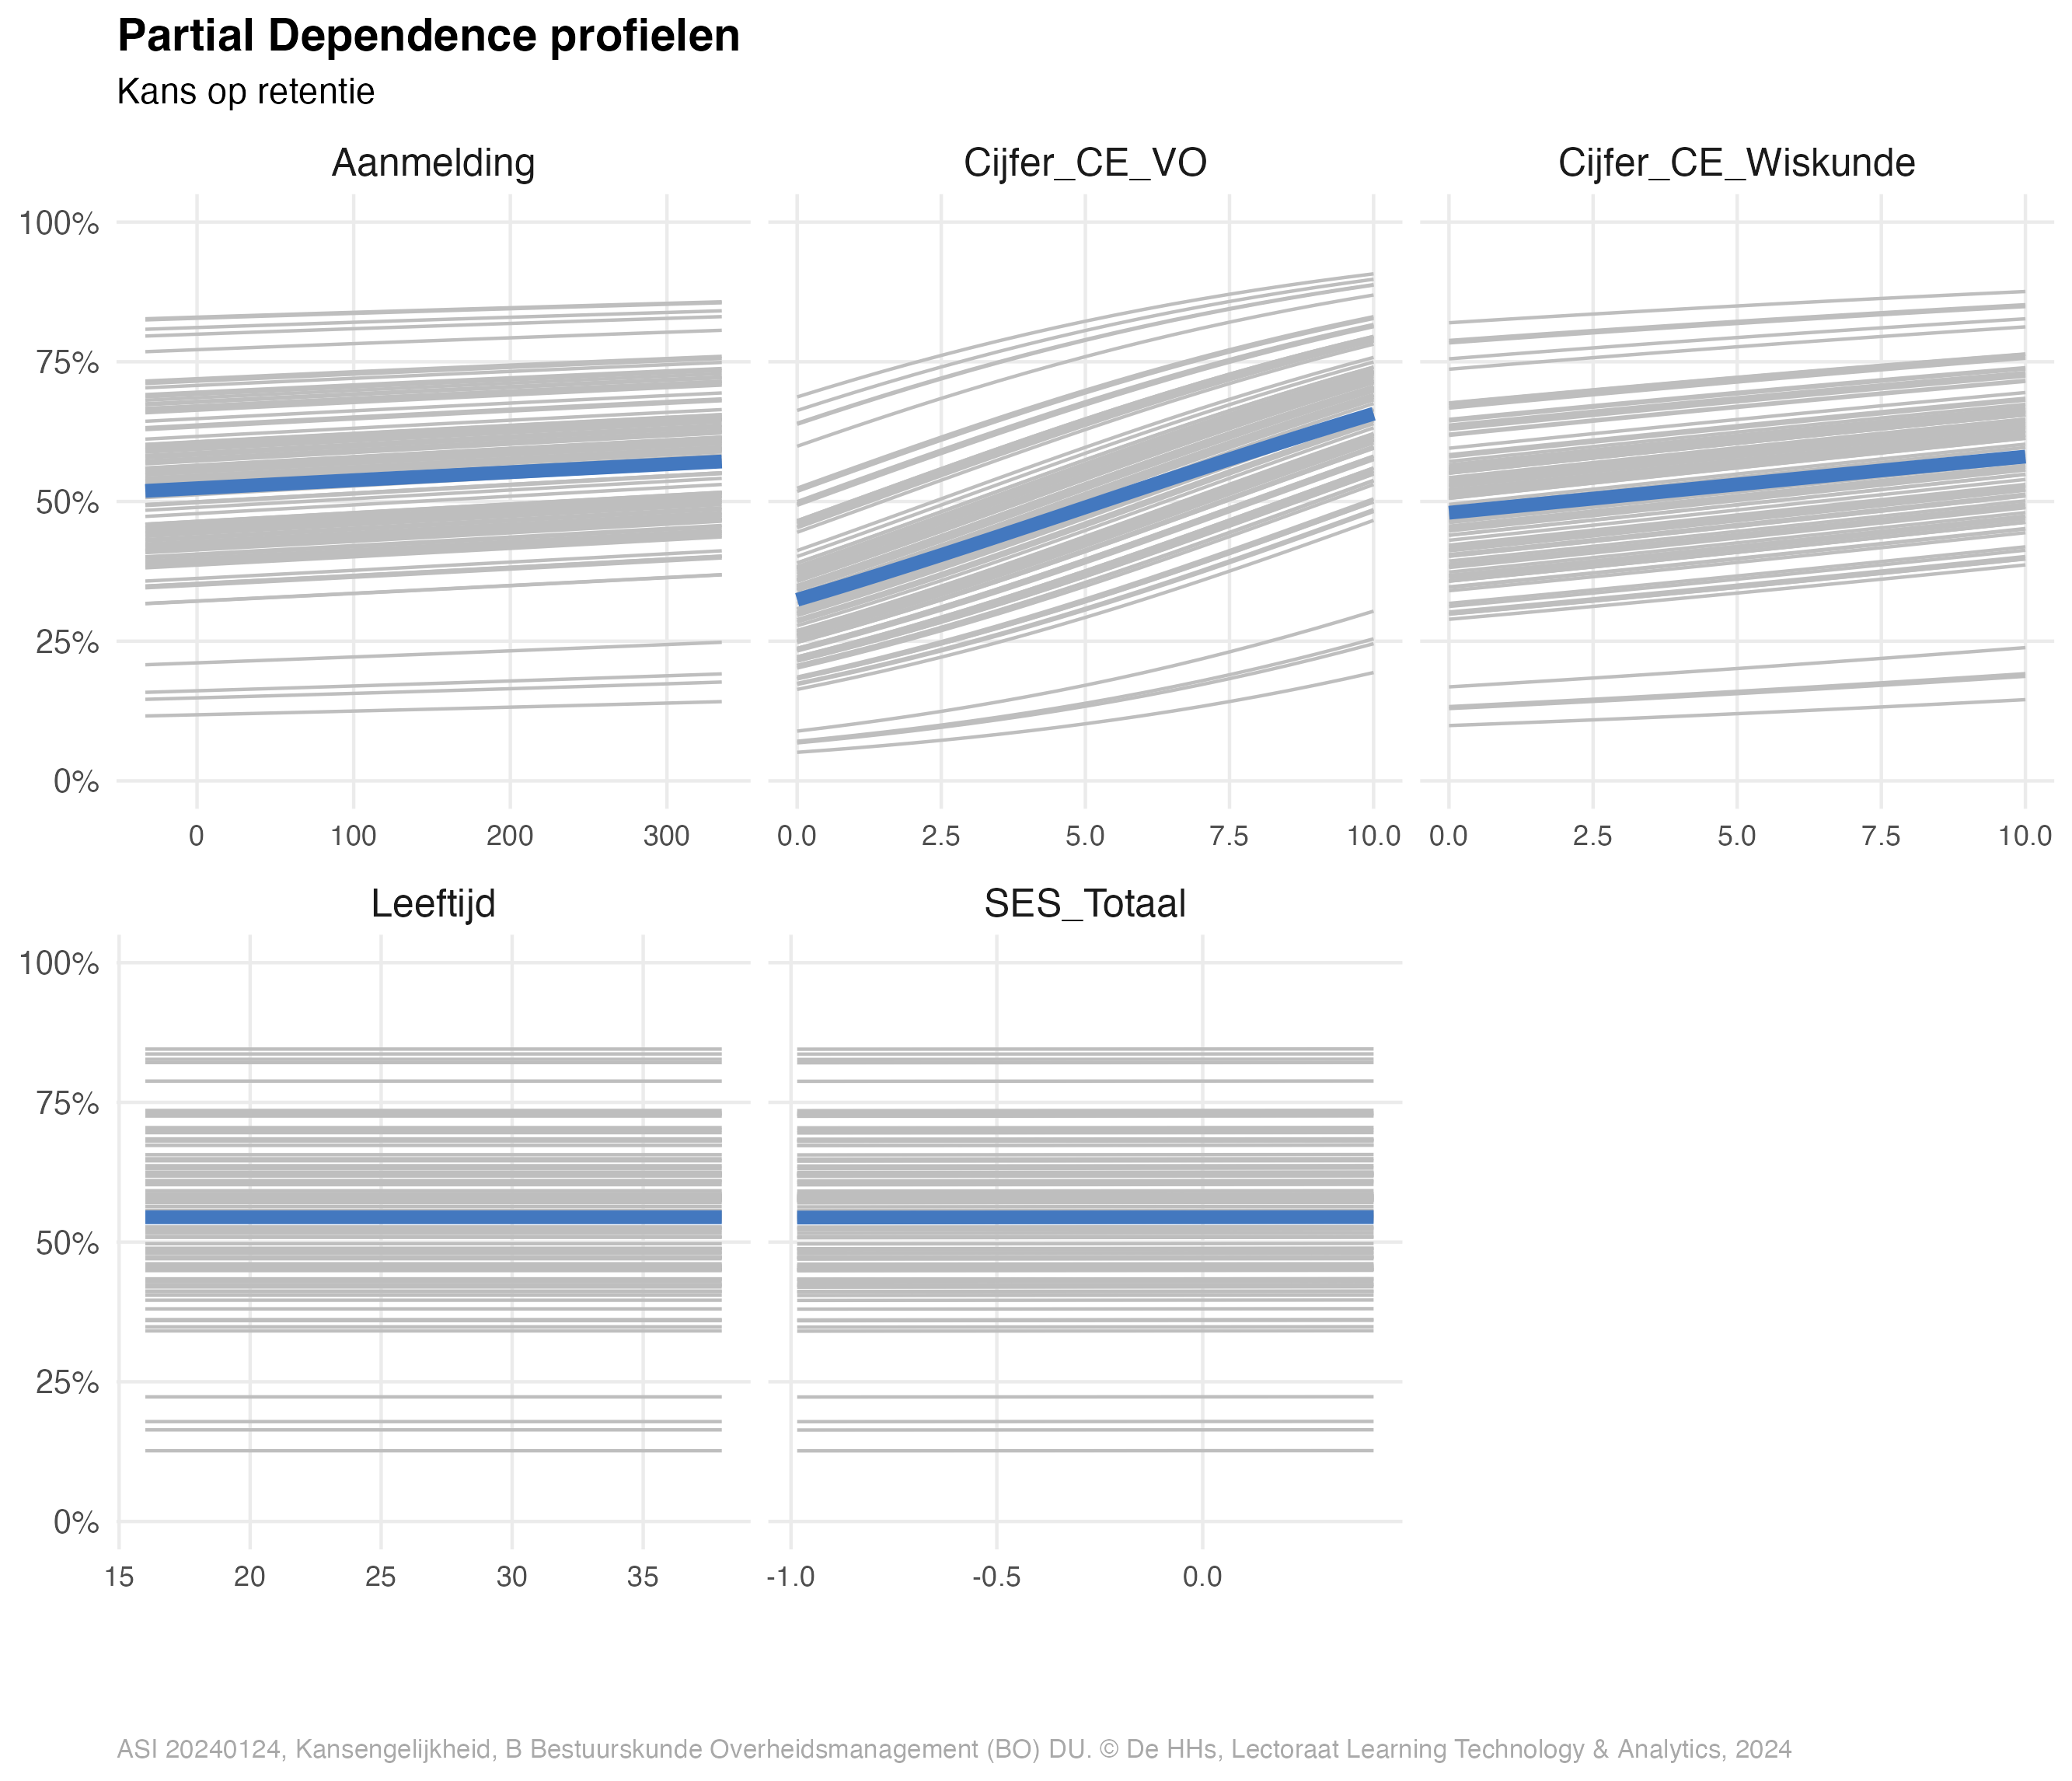 Partial Dependence profielen
Kans op retentie
Aanmelding
Cijfer_CE_VO
Cijfer_CE_Wiskunde
100%
75%
50%
25%
0%
0 100 200 300
0.0 2.5 5.0 7.5 10.0
0.0 2.5 5.0 7.5 10.0
Leeftijd
SES_Totaal
100%
75%
50%
25%
0%
15 20 25 30 35
-1.0 -0.5 0.0
ASI 20240124, Kansengelijkheid, B Bestuurskunde Overheidsmanagement (BO) DU. © De HHs, Lectoraat Learning Technology & Analytics, 2024